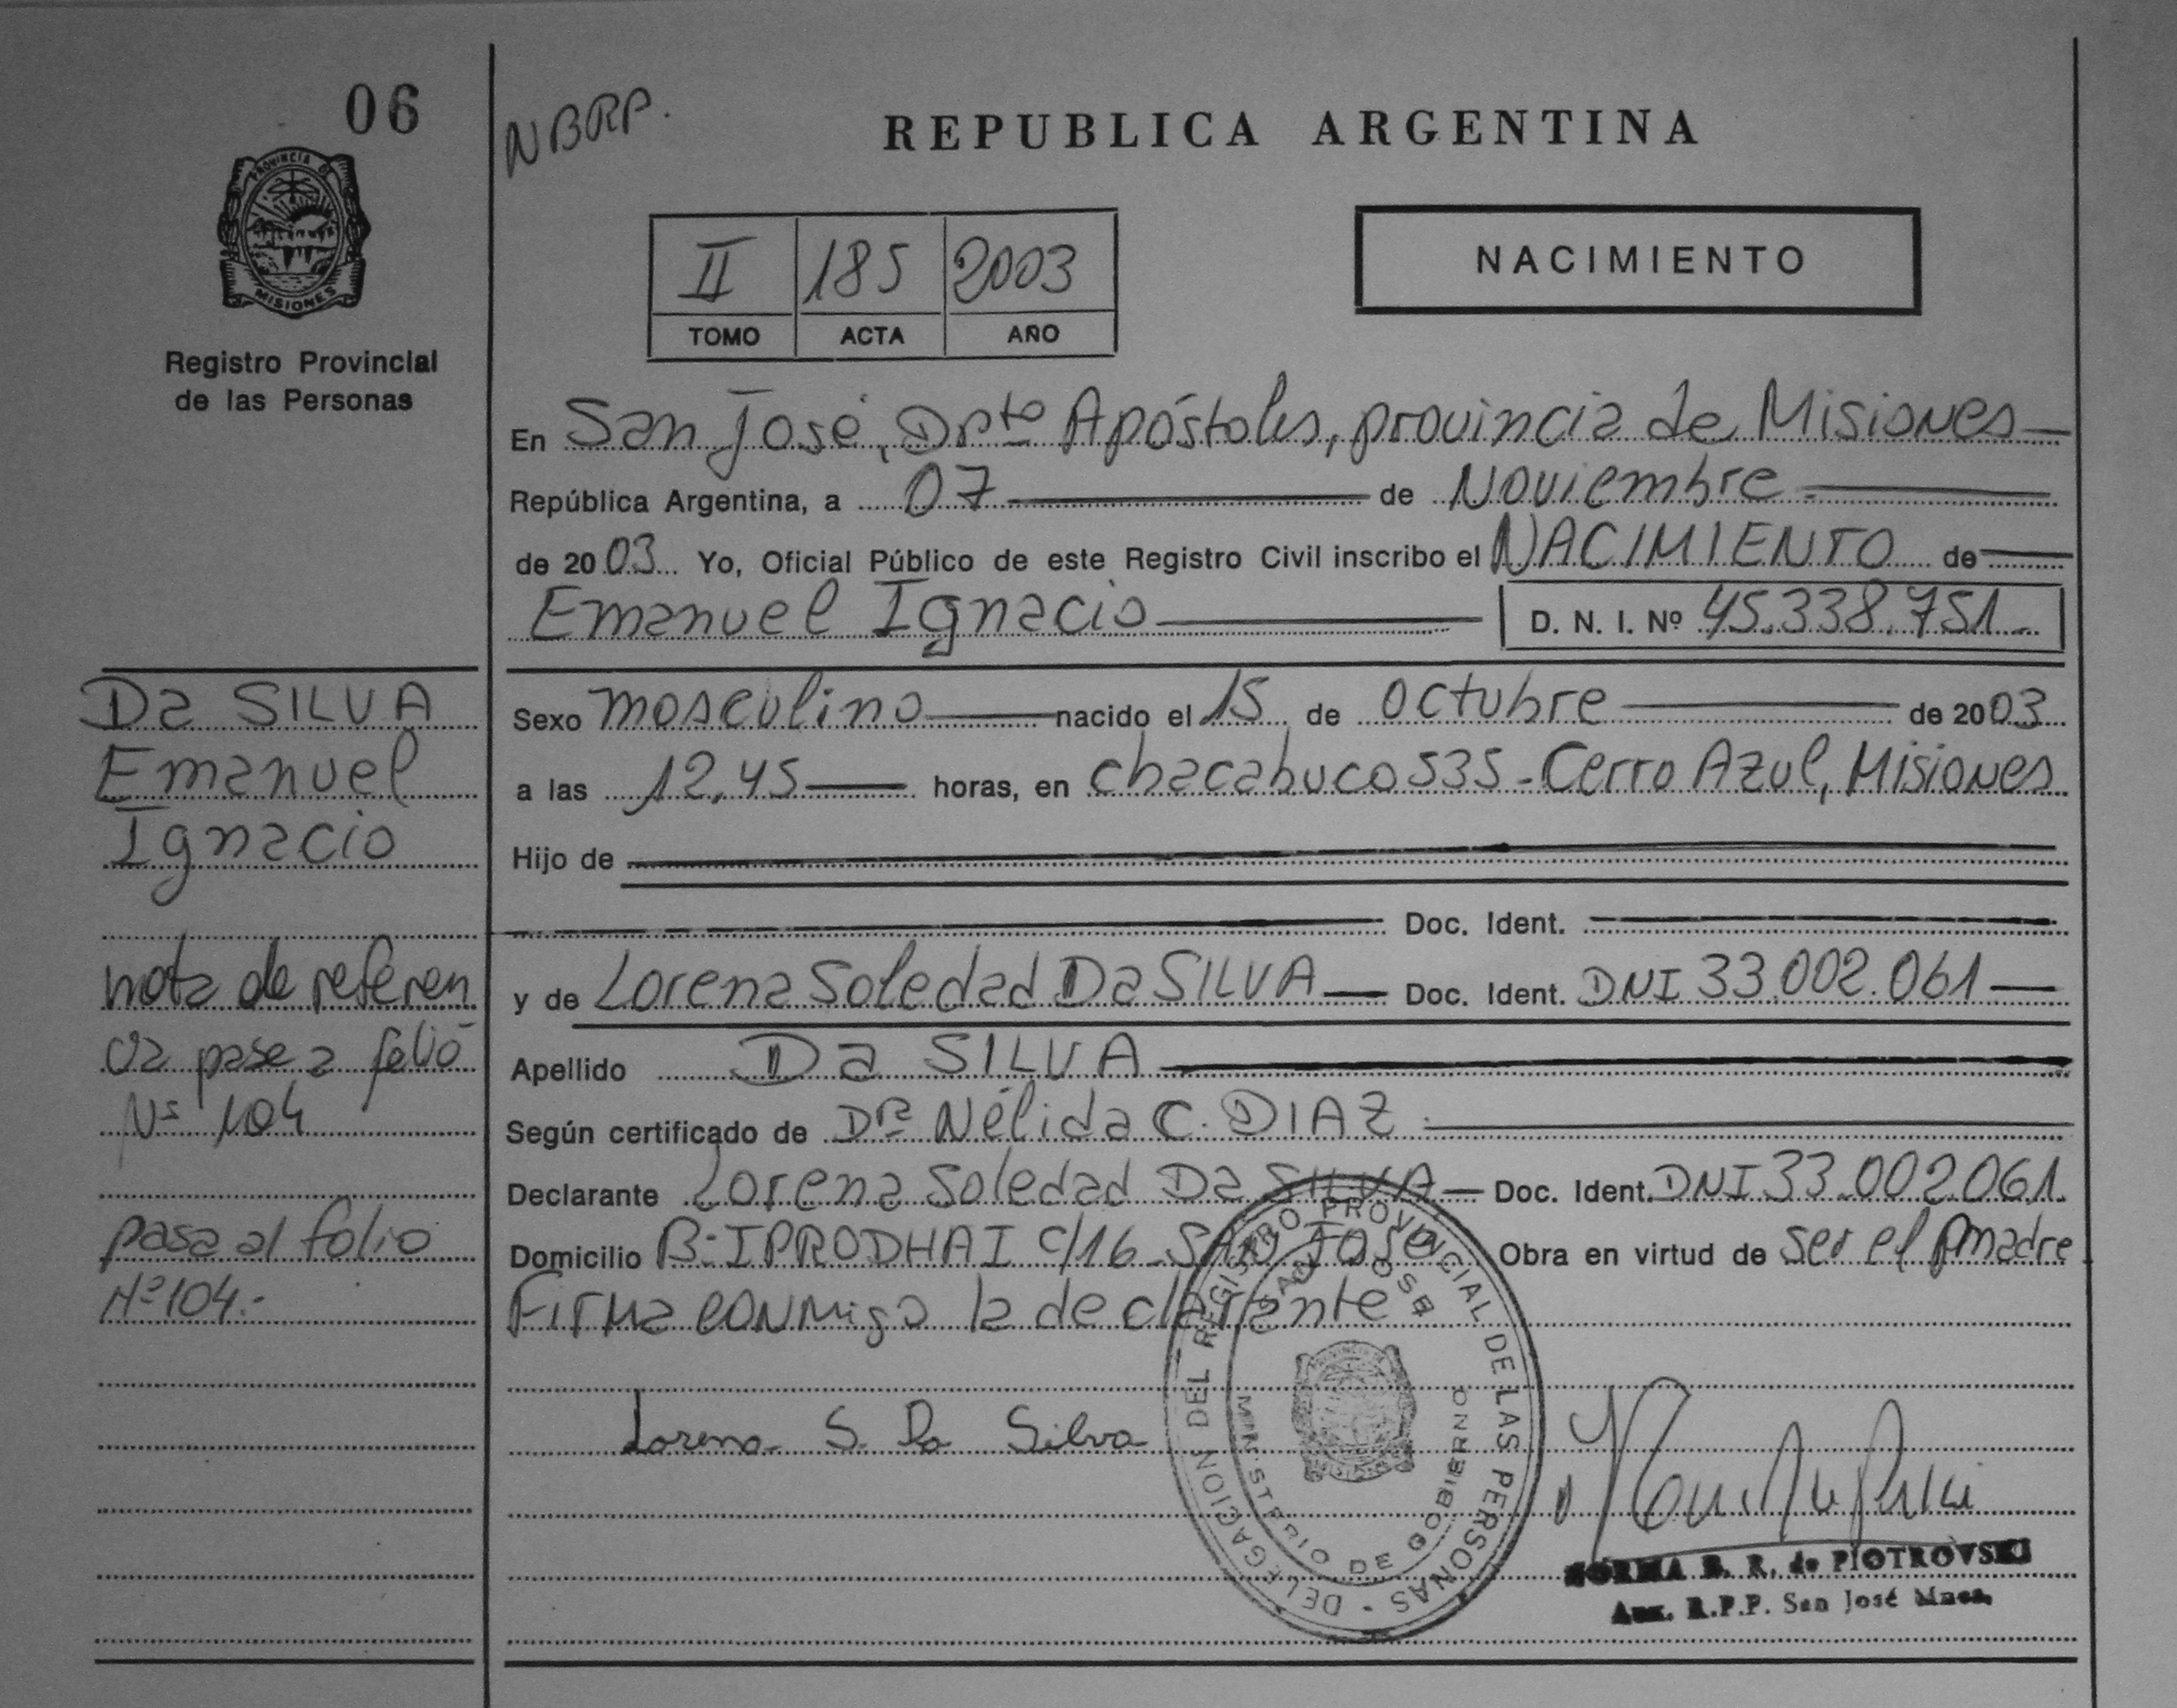 06
NBRP.
REPUBLICA ARGENTINA
PROVINCIA DE
MISIONES
Registro Provincial
de las Personas
II 185 2003
TOMO ACTA AÑO
NACIMIENTO
En San José, Dpto Apóstoles, provincia de Misiones
República Argentina, a 07 de Noviembre
de 2003 Yo, Oficial Público de este Registro Civil inscribo el NACIMIENTO de
Emanuel Ignacio D. N. I. Nº 45.338.751
Da SILVA
Emanuel
Ignacio
nota de referen
cia pase a folio
Nº 104
pasa al folio
Nº 104.-
Sexo masculino nacido el 15 de octubre de 2003
a las 12,45 horas, en chacabuco 535 - Cerro Azul, Misiones
Hijo de
Doc. Ident.
y de Lorena Soledad Da SILVA Doc. Ident. DNI 33.002.061
Apellido Da SILVA
Según certificado de Dra Nélida C. DIAZ
Declarante Lorena Soledad Da SILVA Doc. Ident. DNI 33.002.061
Domicilio B: IPRODHAI c/16 San José Obra en virtud de ser el madre
Firma conmigo la declarante
Lorena S. Da Silva
DELEGACION DEL REGISTRO PROVINCIAL DE LAS PERSONAS -
SAN JOSE
MINISTERIO DE GOBIERNO
NORMA B. R. de PIOTROVSKI
Aux. R.P.P. San José Mnes.